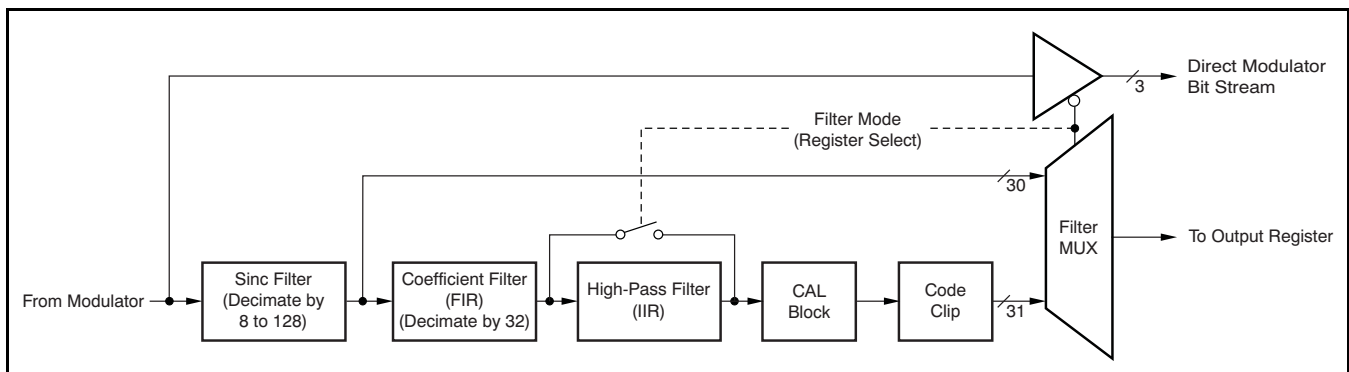 Direct Modulator
Bit Stream
3
Filter Mode
(Register Select)
30
Filter
MUX
To Output Register
From Modulator
Sinc Filter
(Decimate by
8 to 128)
Coefficient Filter
(FIR)
(Decimate by 32)
High-Pass Filter
(IIR)
CAL
Block
Code
Clip
31